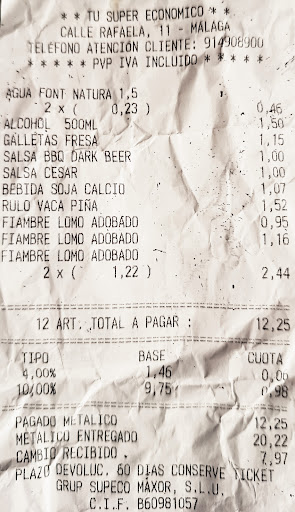 * * TU SUPER ECONOMICO * *
CALLE RAFAELA, 11 - MÁLAGA
TELEFONO ATENCIÓN CLIENTE: 914908900
* * * * * PVP IVA INCLUIDO * * * * *
AGUA FONT NATURA 1,5
2 x ( 0,23 ) 0,46
ALCOHOL 500ML 1,50
GALLETAS FRESA 1,15
SALSA BBQ DARK BEER 1,00
SALSA CESAR 1,00
BEBIDA SOJA CALCIO 1,07
RULO VACA PIÑA 1,52
FIAMBRE LOMO ADOBADO 0,95
FIAMBRE LOMO ADOBADO 1,16
FIAMBRE LOMO ADOBADO
2 x ( 1,22 ) 2,44
12 ART. TOTAL A PAGAR : 12,25
TIPO BASE CUOTA
4,00% 1,46 0,06
10,00% 9,75 0,98
PAGADO METALICO 12,25
METALICO ENTREGADO 20,22
CAMBIO RECIBIDO . 7,97
PLAZO DEVOLUC. 60 DIAS CONSERVE TICKET
GRUP SUPECO MAXOR, S.L.U.
C.I.F. B60981057